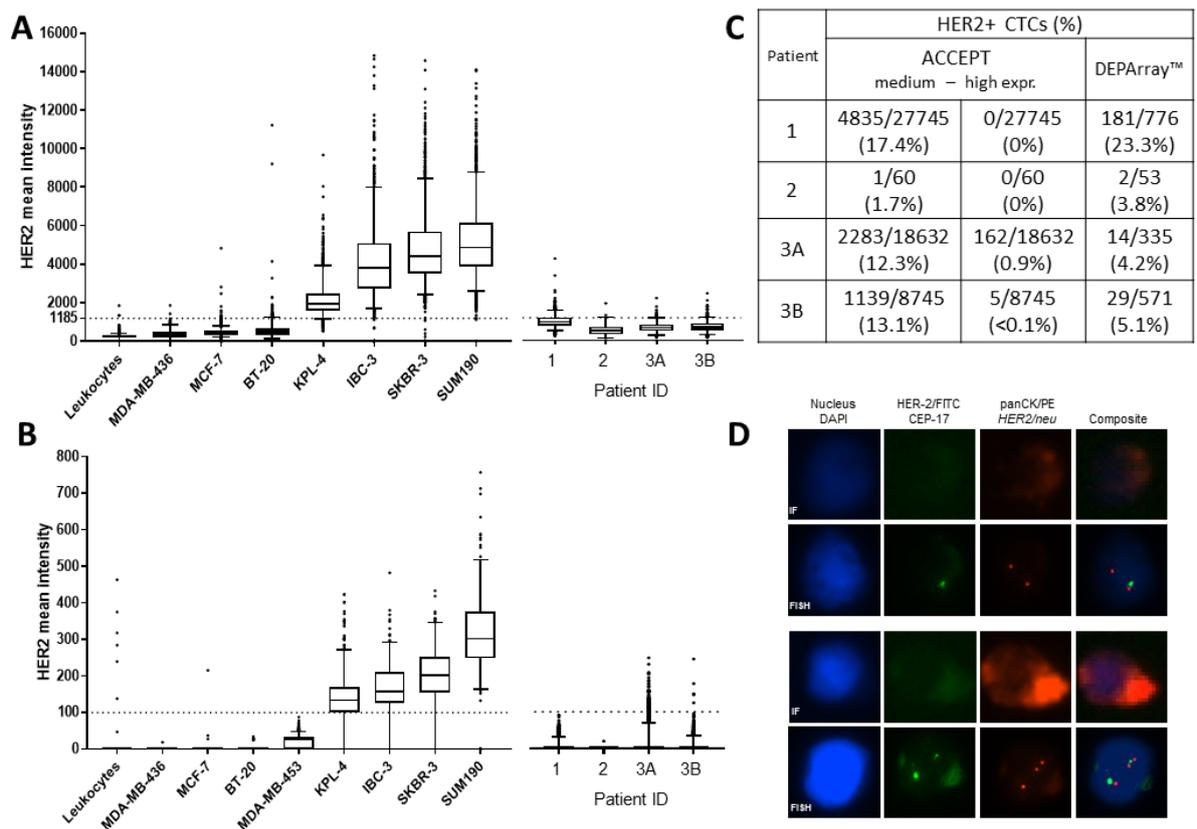 A
HER2 mean intensity
16000
14000
12000
10000
8000
6000
4000
2000
1185
0
Leukocytes
MDA-MB-436
MCF-7
BT-20
KPL-4
IBC-3
SKBR-3
SUM190
1
2
3A
3B
Patient ID
B
HER2 mean intensity
800
700
600
500
400
300
200
100
0
Leukocytes
MDA-MB-436
MCF-7
BT-20
MDA-MB-453
KPL-4
IBC-3
SKBR-3
SUM190
1
2
3A
3B
Patient ID
C
Patient
HER2+ CTCs (%)
ACCEPT
medium – high expr.
DEPArray™
1
4835/27745
(17.4%)
0/27745
(0%)
181/776
(23.3%)
2
1/60
(1.7%)
0/60
(0%)
2/53
(3.8%)
3A
2283/18632
(12.3%)
162/18632
(0.9%)
14/335
(4.2%)
3B
1139/8745
(13.1%)
5/8745
(<0.1%)
29/571
(5.1%)
D
Nucleus
DAPI
HER-2/FITC
CEP-17
panCK/PE
HER2/neu
Composite
IF
FISH
IF
FISH